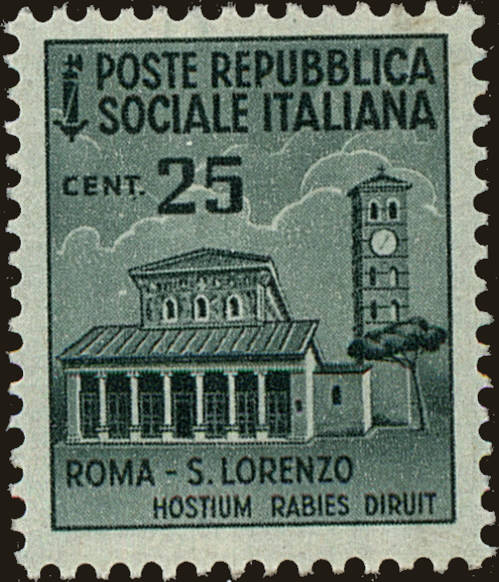 POSTE REPUBBLICA
SOCIALE ITALIANA
CENT. 25
ROMA - S. LORENZO
HOSTIUM RABIES DIRUIT